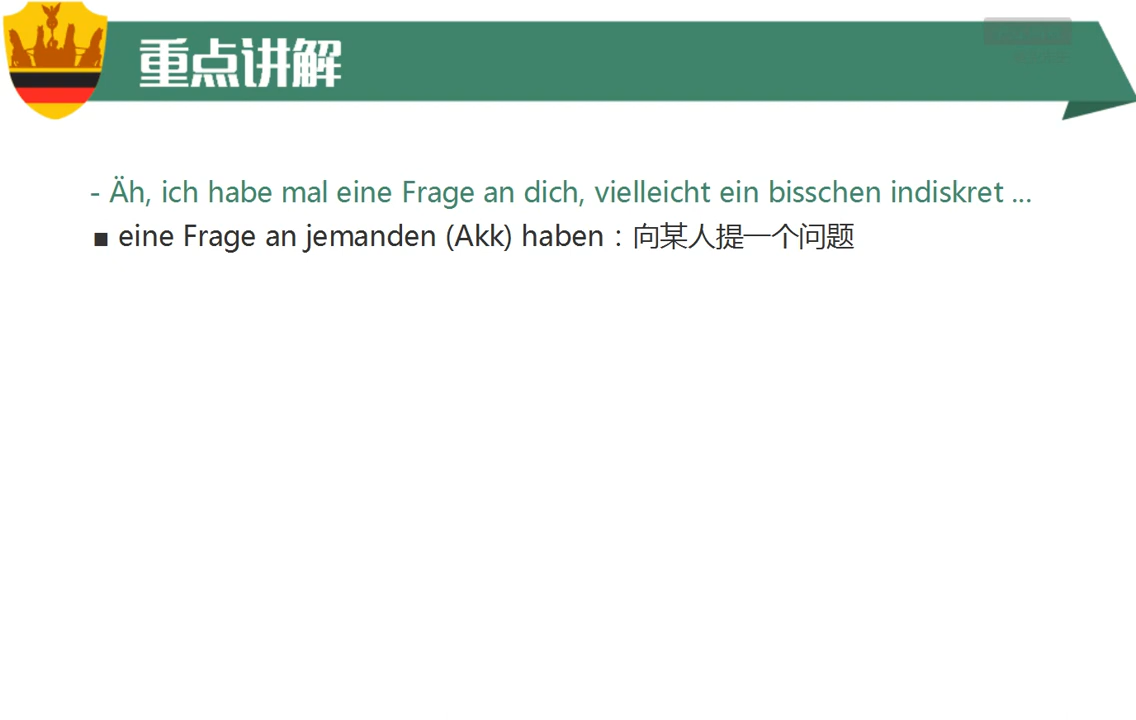 重点讲解
- Äh, ich habe mal eine Frage an dich, vielleicht ein bisschen indiskret ...
■ eine Frage an jemanden (Akk) haben：向某人提一个问题